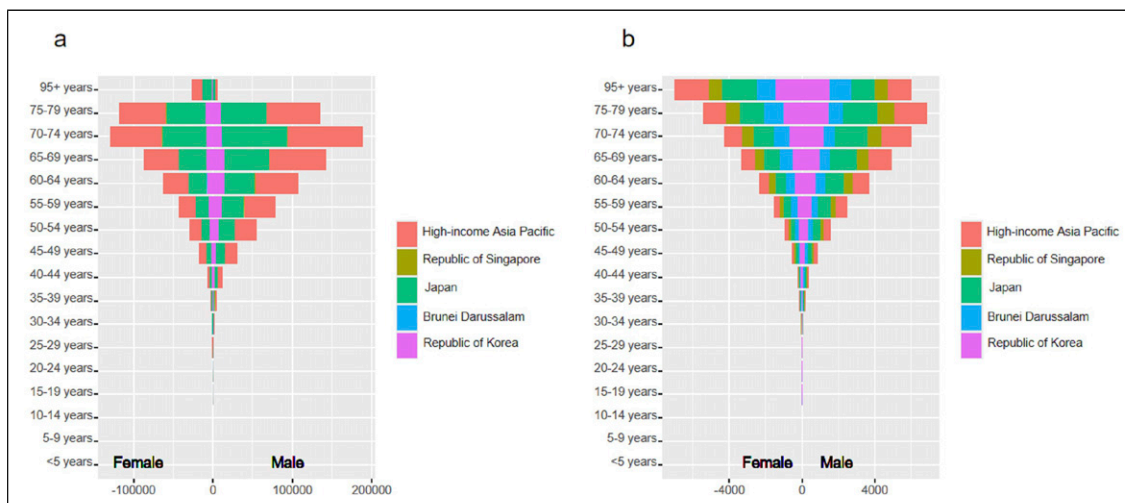 a
95+ years
75-79 years
70-74 years
65-69 years
60-64 years
55-59 years
50-54 years
45-49 years
40-44 years
35-39 years
30-34 years
25-29 years
20-24 years
15-19 years
10-14 years
5-9 years
<5 years
Female Male
-100000 0 100000 200000
High-income Asia Pacific
Republic of Singapore
Japan
Brunei Darussalam
Republic of Korea
b
95+ years
75-79 years
70-74 years
65-69 years
60-64 years
55-59 years
50-54 years
45-49 years
40-44 years
35-39 years
30-34 years
25-29 years
20-24 years
15-19 years
10-14 years
5-9 years
<5 years
Female Male
-4000 0 4000
High-income Asia Pacific
Republic of Singapore
Japan
Brunei Darussalam
Republic of Korea